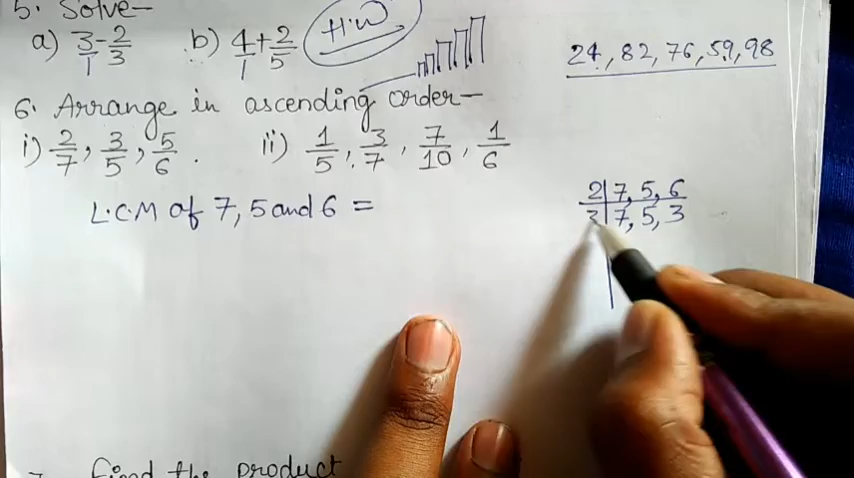 5. Solve-
a) 3/1 - 2/3 b) 4/1 + 2/5 H.W
24, 82, 76, 59, 98
6. Arrange in ascending order-
i) 2/7, 3/5, 5/6. ii) 1/5, 3/7, 7/10, 1/6
L.C.M of 7, 5 and 6 =
2 | 7, 5, 6
3 | 7, 5, 3
Find the product